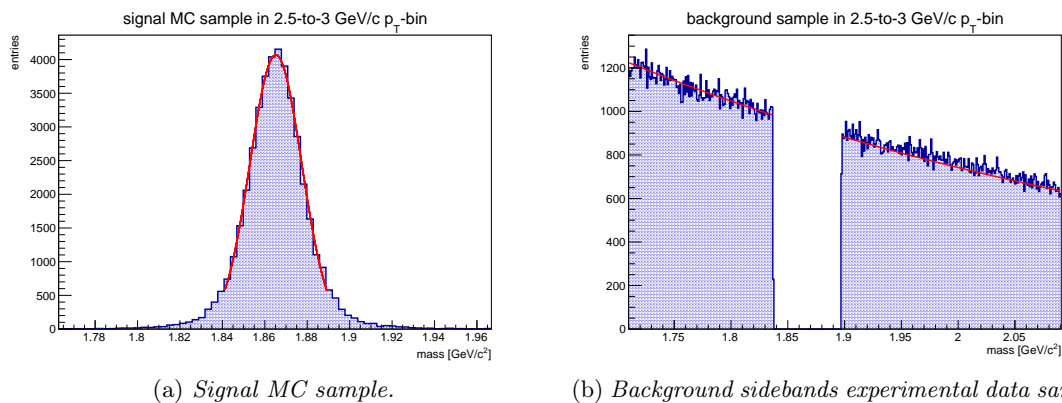 signal MC sample in 2.5-to-3 GeV/c p_T-bin
entries
4000
3500
3000
2500
2000
1500
1000
500
0
1.78 1.8 1.82 1.84 1.86 1.88 1.9 1.92 1.94 1.96
mass [GeV/c²]
(a) Signal MC sample.
background sample in 2.5-to-3 GeV/c p_T-bin
entries
1200
1000
800
600
400
200
0
1.75 1.8 1.85 1.9 1.95 2 2.05
mass [GeV/c²]
(b) Background sidebands experimental data sa